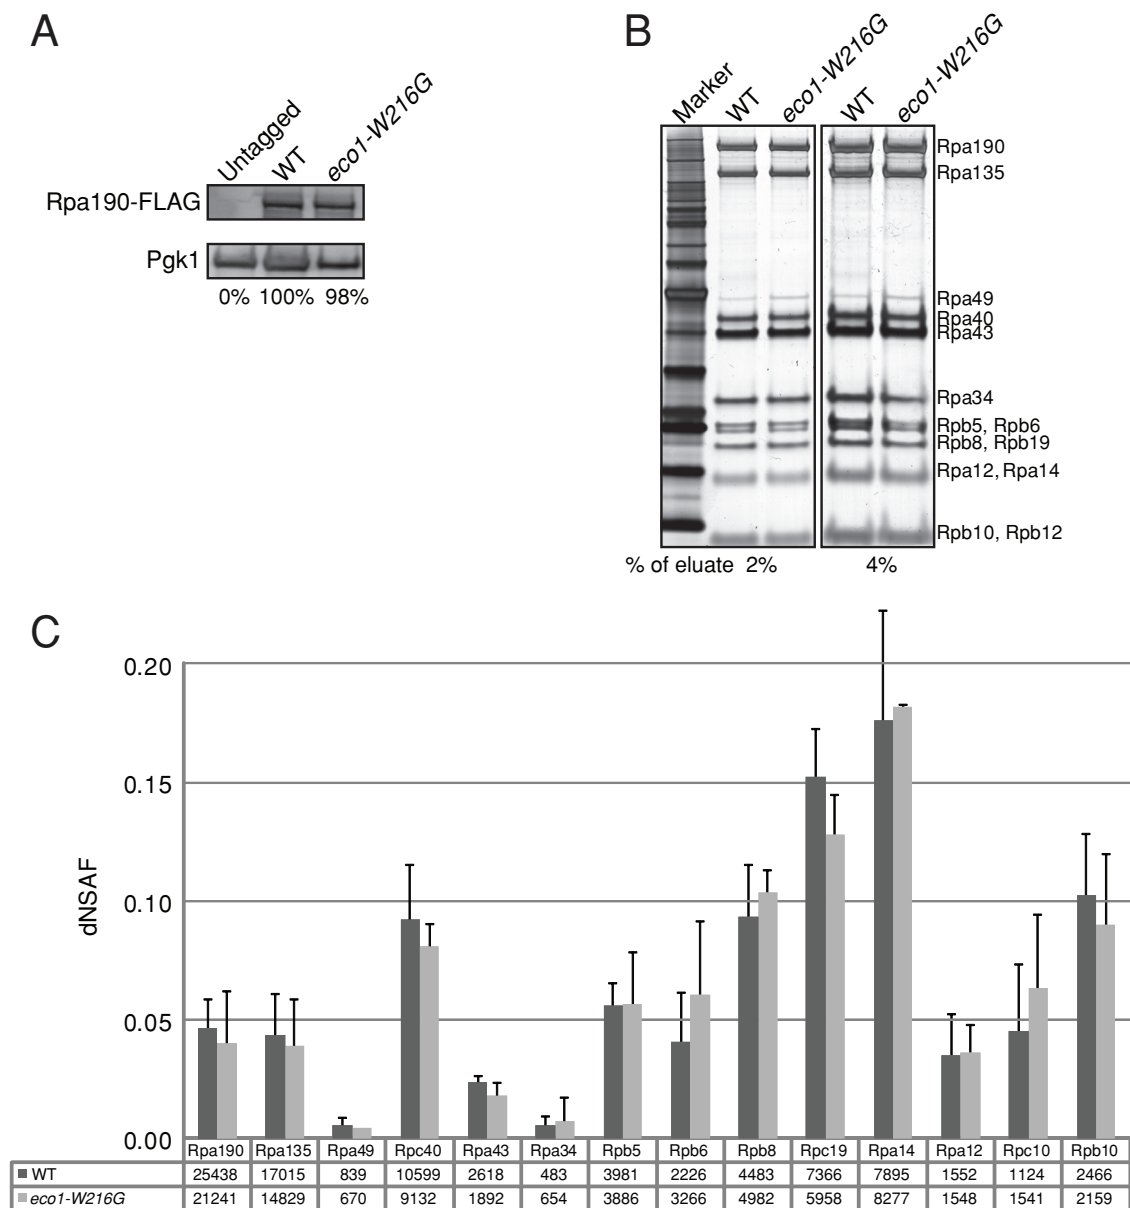 A
Untagged
WT
eco1-W216G
Rpa190-FLAG
Pgk1
0% 100% 98%
B
Marker
WT
eco1-W216G
WT
eco1-W216G
Rpa190
Rpa135
Rpa49
Rpa40
Rpa43
Rpa34
Rpb5, Rpb6
Rpb8, Rpb19
Rpa12, Rpa14
Rpb10, Rpb12
% of eluate 2% 4%
C
dNSAF
0.20
0.15
0.10
0.05
0.00
Rpa190 Rpa135 Rpa49 Rpc40 Rpa43 Rpa34 Rpb5 Rpb6 Rpb8 Rpc19 Rpa14 Rpa12 Rpc10 Rpb10
WT 25438 17015 839 10599 2618 483 3981 2226 4483 7366 7895 1552 1124 2466
eco1-W216G 21241 14829 670 9132 1892 654 3886 3266 4982 5958 8277 1548 1541 2159